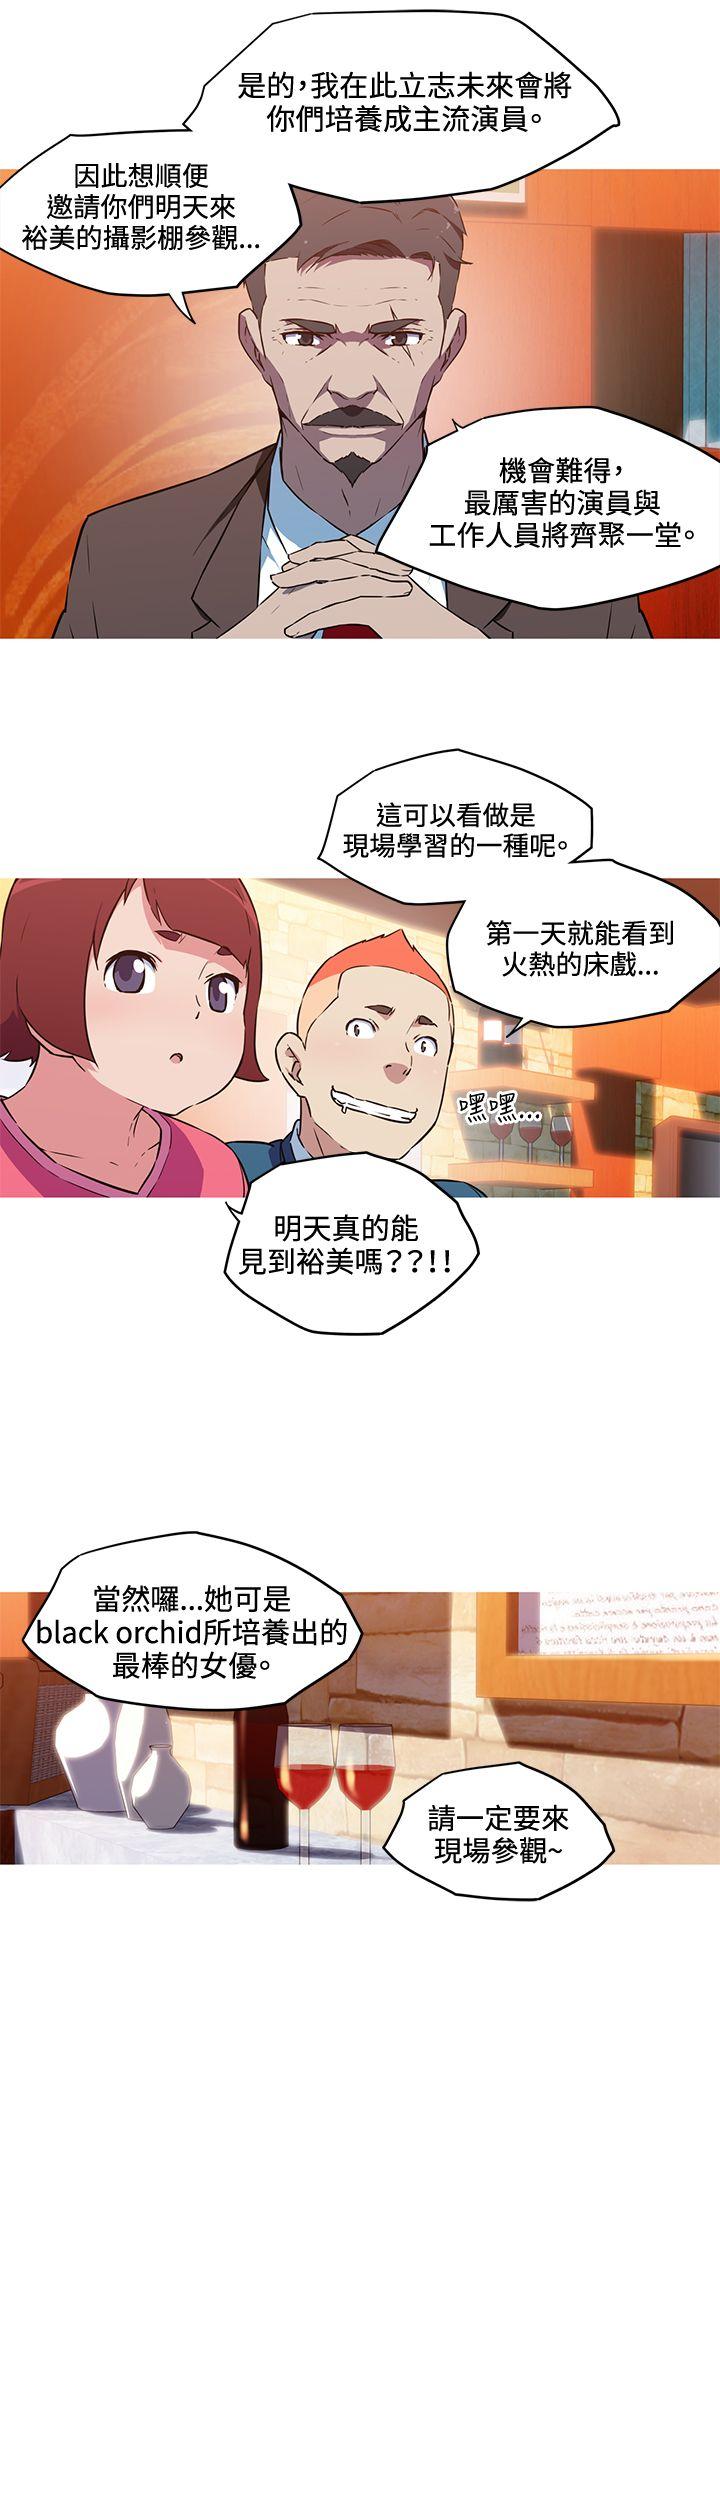 是的，我在此立志未來會將
你們培養成主流演員。
因此想順便
邀請你們明天來
裕美的攝影棚參觀...
機會難得，
最厲害的演員與
工作人員將齊聚一堂。
這可以看做是
現場學習的一種呢。
第一天就能看到
火熱的床戲...
嘿嘿...
明天真的能
見到裕美嗎??!!
當然囉...她可是
black orchid所培養出的
最棒的女優。
請一定要來
現場參觀~